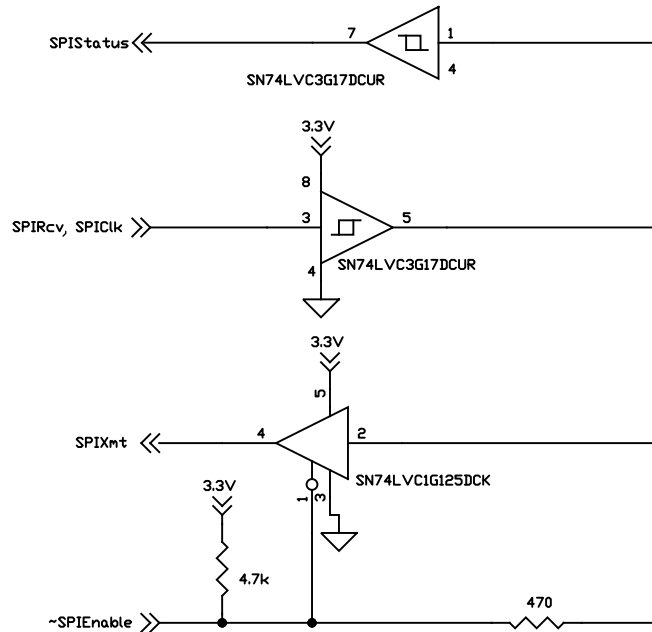 SPIStatus
7
1
4
SN74LVC3G17DCUR
3.3V
8
SPIRcv, SPIClk
3
5
4
SN74LVC3G17DCUR
3.3V
5
SPIXmt
4
2
SN74LVC1G125DCK
1
3
3.3V
4.7k
~SPIEnable
470